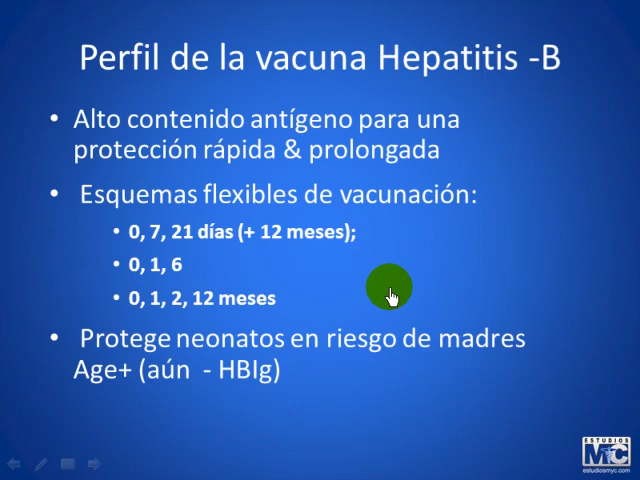 Perfil de la vacuna Hepatitis -B
• Alto contenido antígeno para una
protección rápida & prolongada
• Esquemas flexibles de vacunación:
• 0, 7, 21 días (+ 12 meses);
• 0, 1, 6
• 0, 1, 2, 12 meses
• Protege neonatos en riesgo de madres
Age+ (aún - HBIg)
ESTUDIOS
MyC
estudiosmyc.com